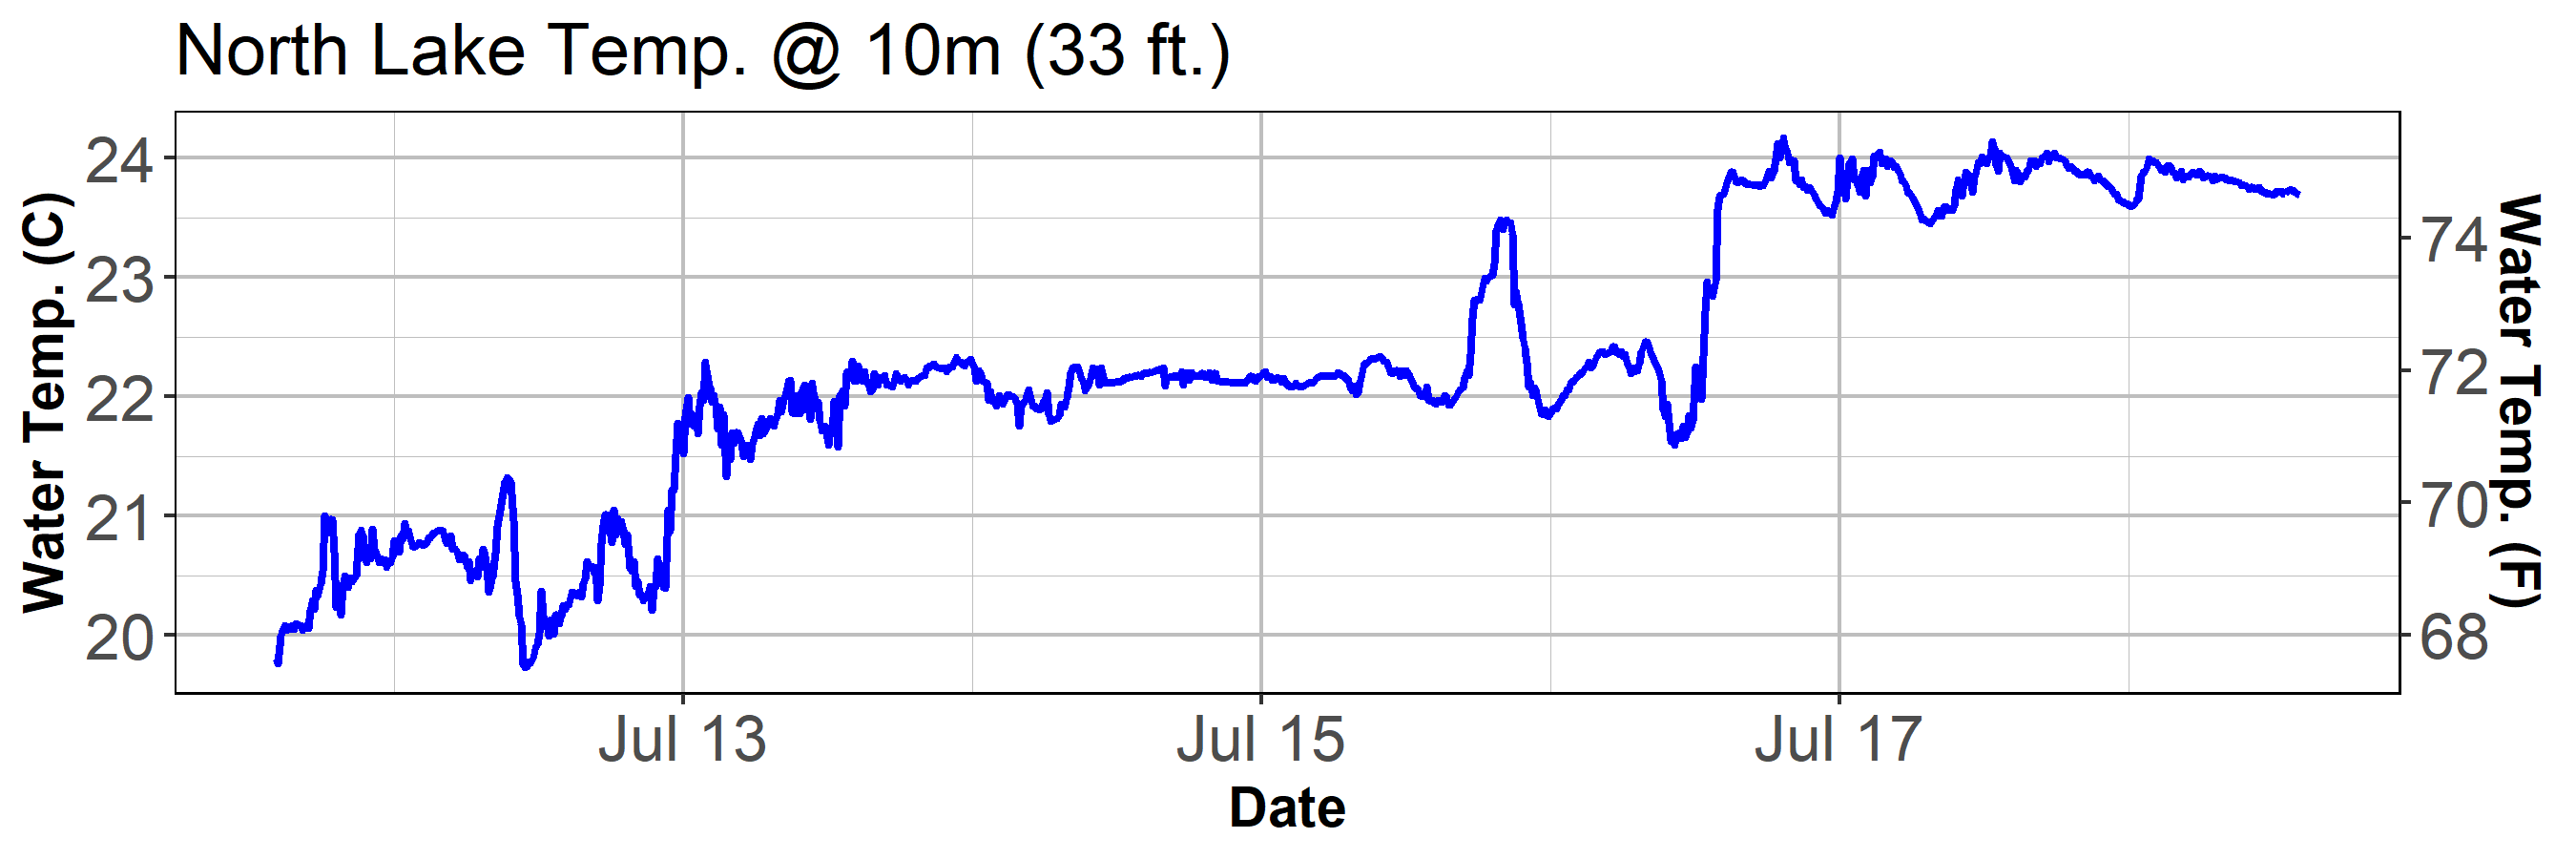 North Lake Temp. @ 10m (33 ft.)
Water Temp. (C)
24
23
22
21
20
74
72
70
68
Water Temp. (F)
Jul 13 Jul 15 Jul 17
Date